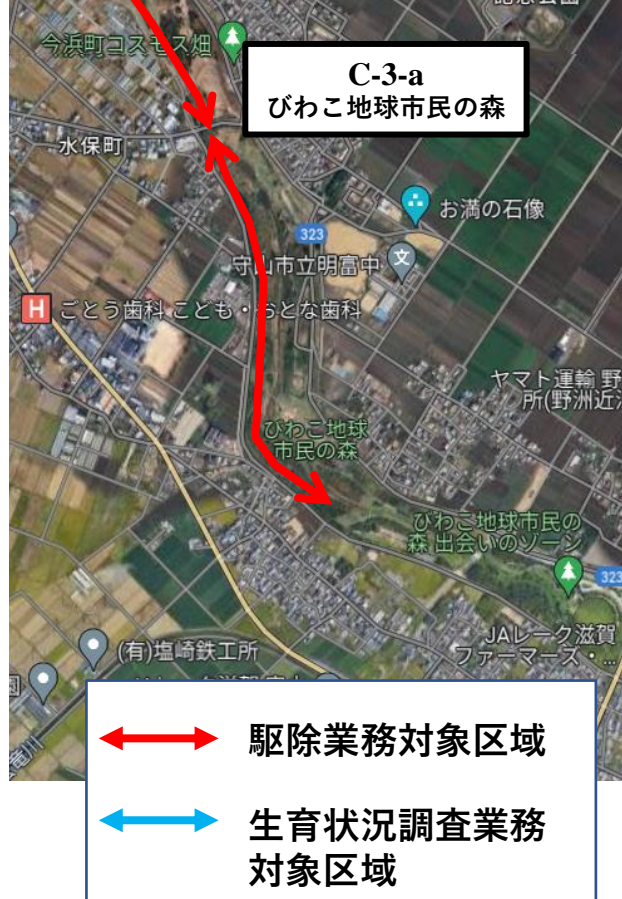 今浜町コスモス畑
C-3-a
びわこ地球市民の森
水保町
お満の石像
323
守山市立明富中
文
H
ごとう歯科 こども・おとな歯科
ヤマト運輸 野
所(野洲近江
びわこ地球
市民の森
びわこ地球市民の
森 出会いのゾーン
323
JAレーク滋賀
ファーマーズ・...
(有)塩崎鉄工所
園
駆除業務対象区域
生育状況調査業務
対象区域